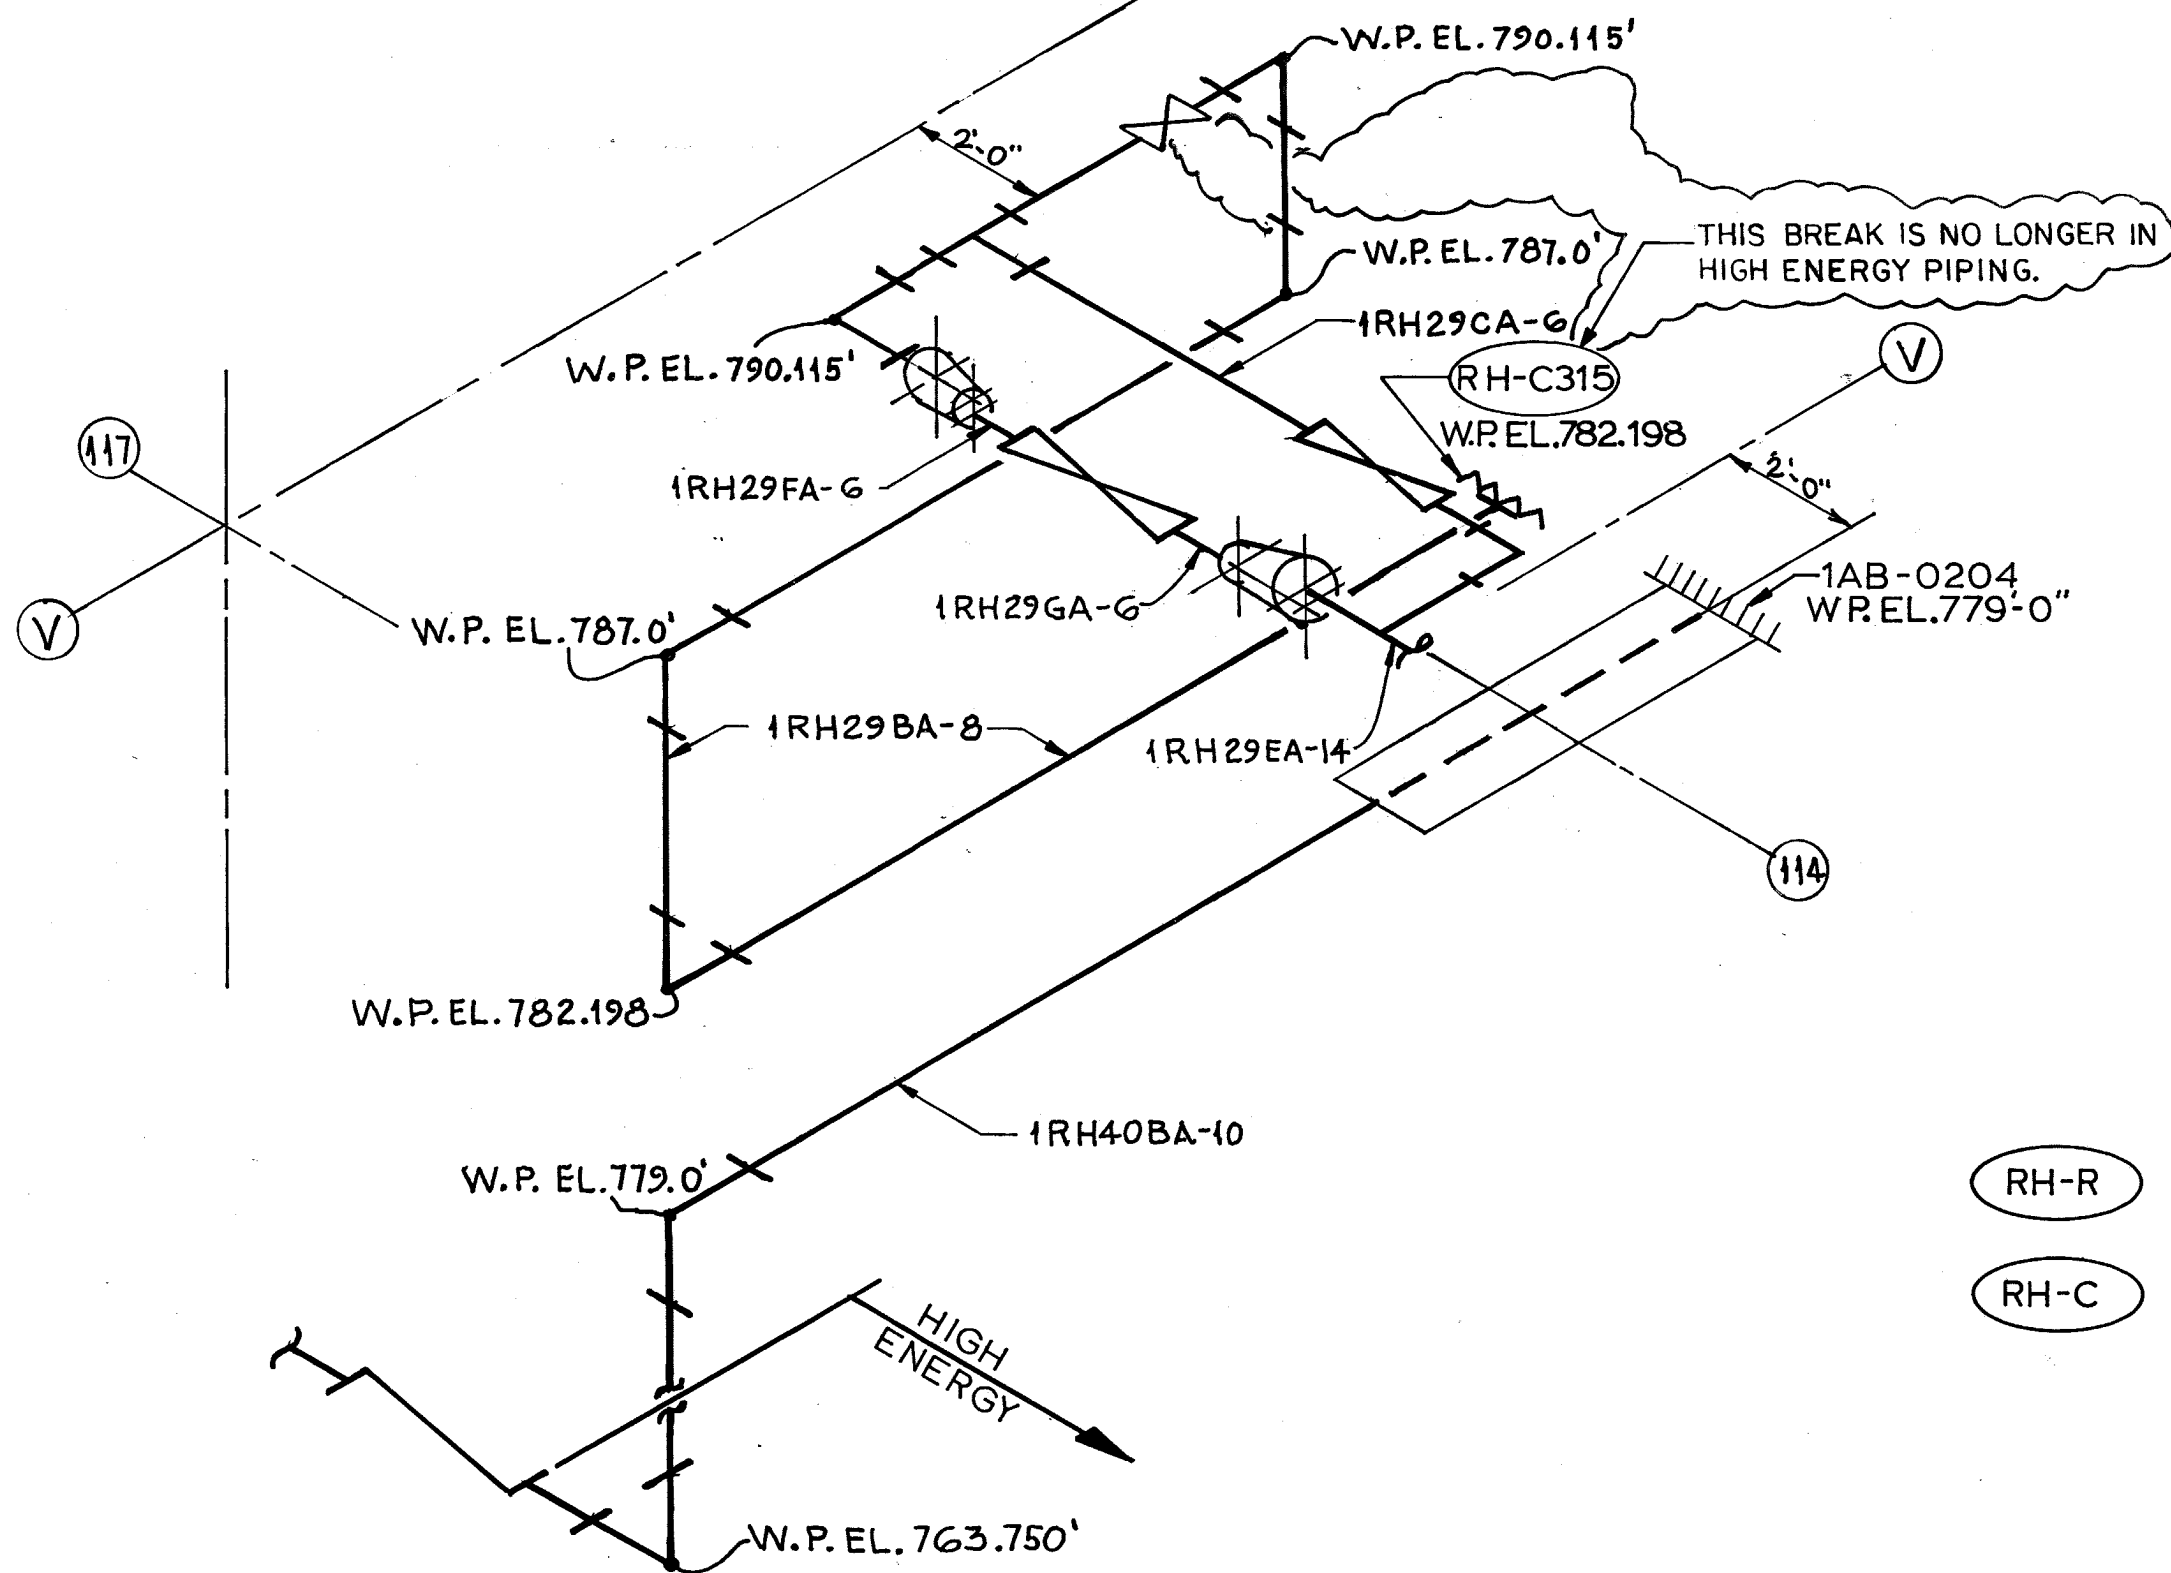 W.P. EL. 790.115'
2'-0"
THIS BREAK IS NO LONGER IN
HIGH ENERGY PIPING.
W.P. EL. 787.0'
1RH29CA-6
V
W.P. EL. 790.115'
RH-C315
W.P. EL. 782.198
117
2'-0"
1RH29FA-6
1AB-0204
W.P. EL. 779'-0"
1RH29GA-6
V
W.P. EL. 787.0'
1RH29BA-8
1RH29EA-14
114
W.P. EL. 782.198
1RH40BA-10
W.P. EL. 779.0'
RH-R
RH-C
HIGH
ENERGY
W.P. EL. 763.750'